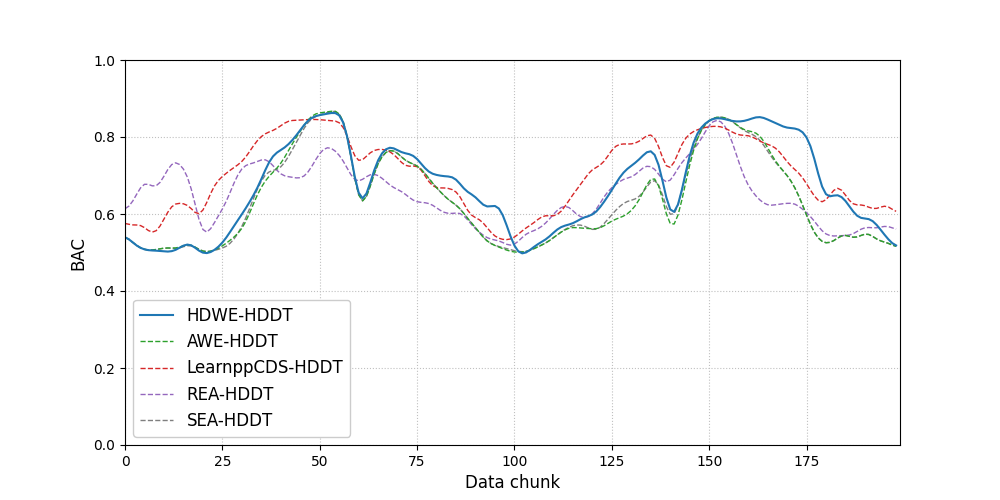 1.0
0.8
0.6
0.4
0.2
0.0
BAC
HDWE-HDDT
AWE-HDDT
LearnppCDS-HDDT
REA-HDDT
SEA-HDDT
0 25 50 75 100 125 150 175
Data chunk